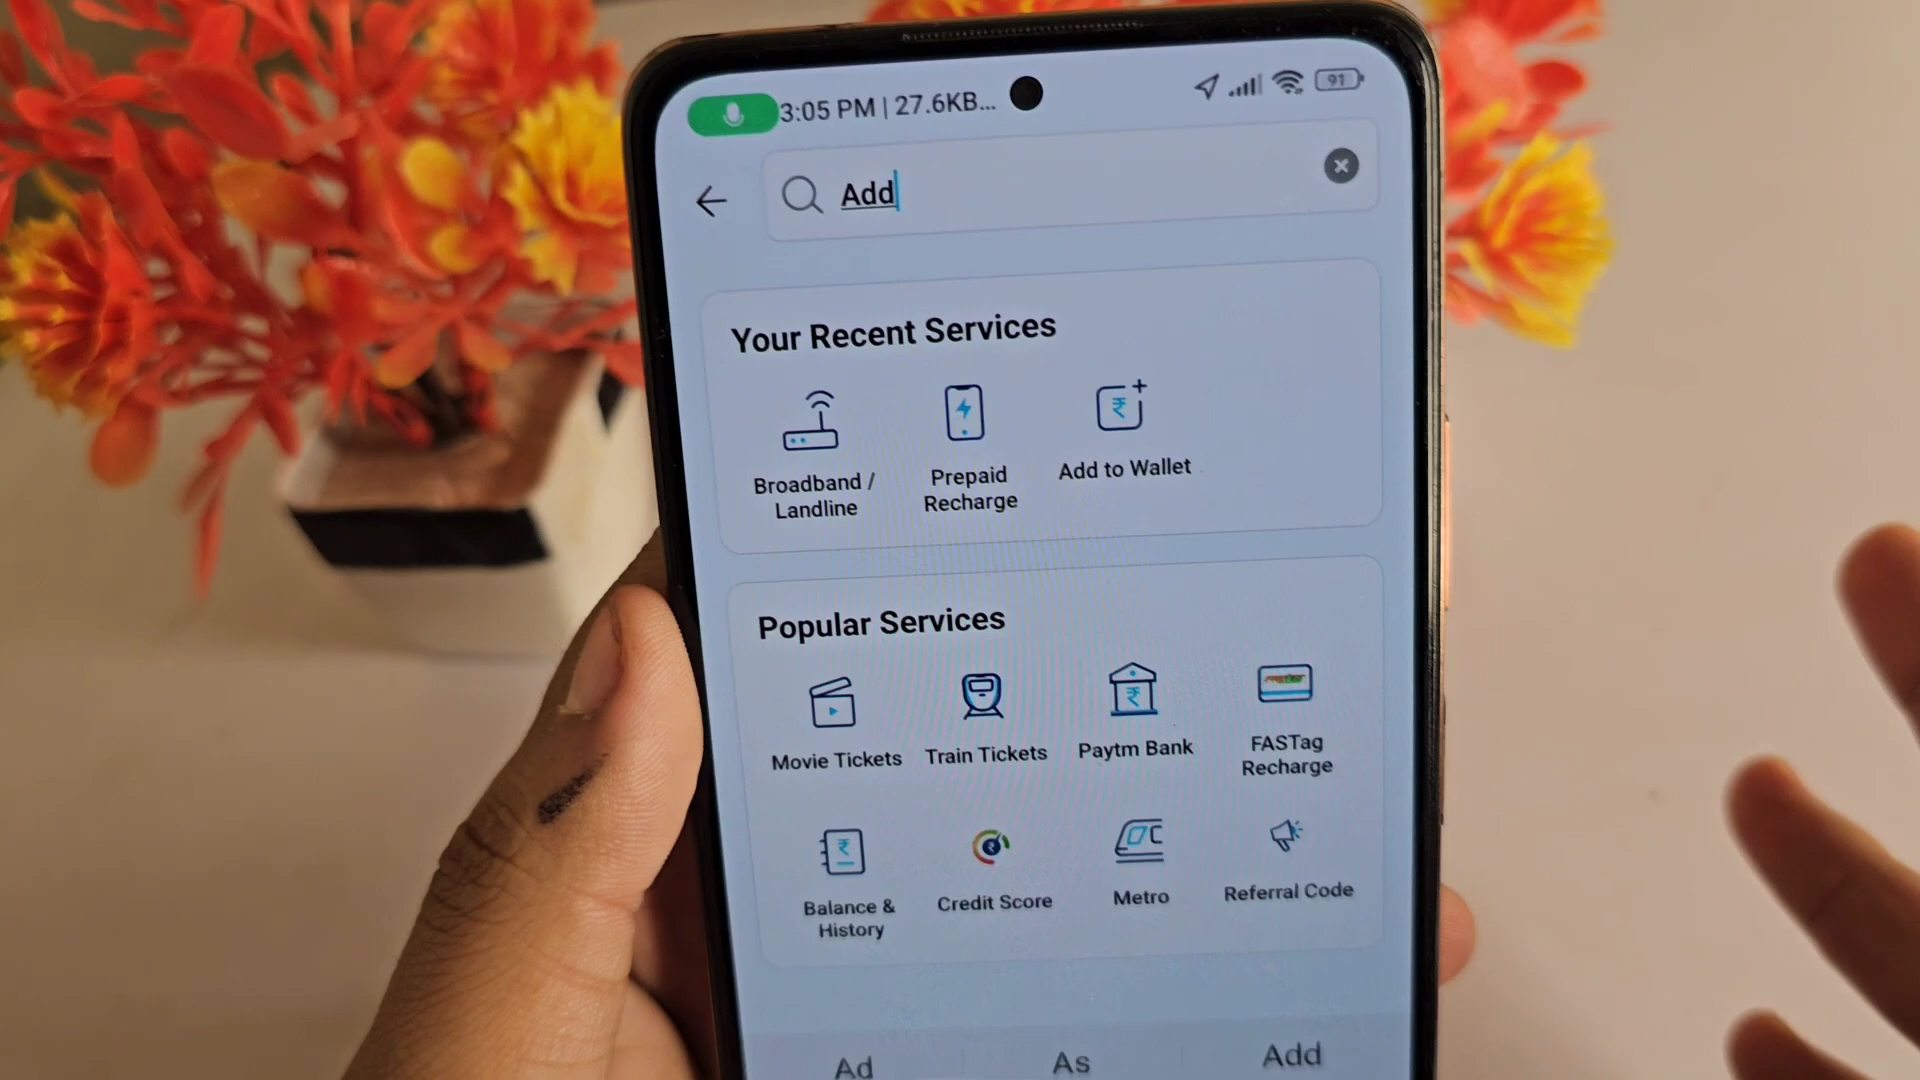 3:05 PM | 27.6KB...
91
Add
Your Recent Services
Broadband /
Landline
Prepaid
Recharge
Add to Wallet
Popular Services
Movie Tickets
Train Tickets
Paytm Bank
FASTag
Recharge
Balance &
History
Credit Score
Metro
Referral Code
Ad
As
Add